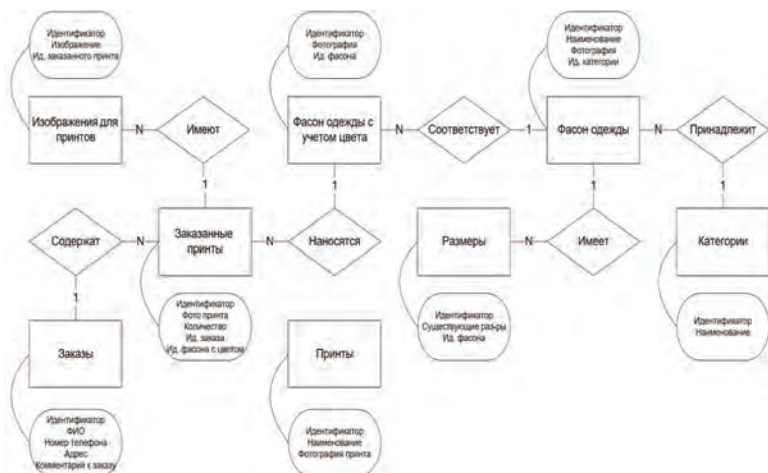 Идентификатор
Изображение
Ид. заказанного принта
Идентификатор
Фотография
Ид. фасона
Идентификатор
Наименование
Фотография
Ид. категории
Изображения для
принтов
N
Имеют
Фасон одежды с
учетом цвета
N
Соответствует
1
Фасон одежды
N
Принадлежит
1
1
1
1
Содержат
N
Заказанные
принты
N
Наносятся
Размеры
N
Имеет
Категории
1
Идентификатор
Фото принта
Количество
Ид. заказа
Ид. фасона с цветом
Идентификатор
Существующие раз-ры
Ид. фасона
Идентификатор
Наименование
Заказы
Принты
Идентификатор
ФИО
Номер телефона
Адрес
Комментарий к заказу
Идентификатор
Наименование
Фотография принта